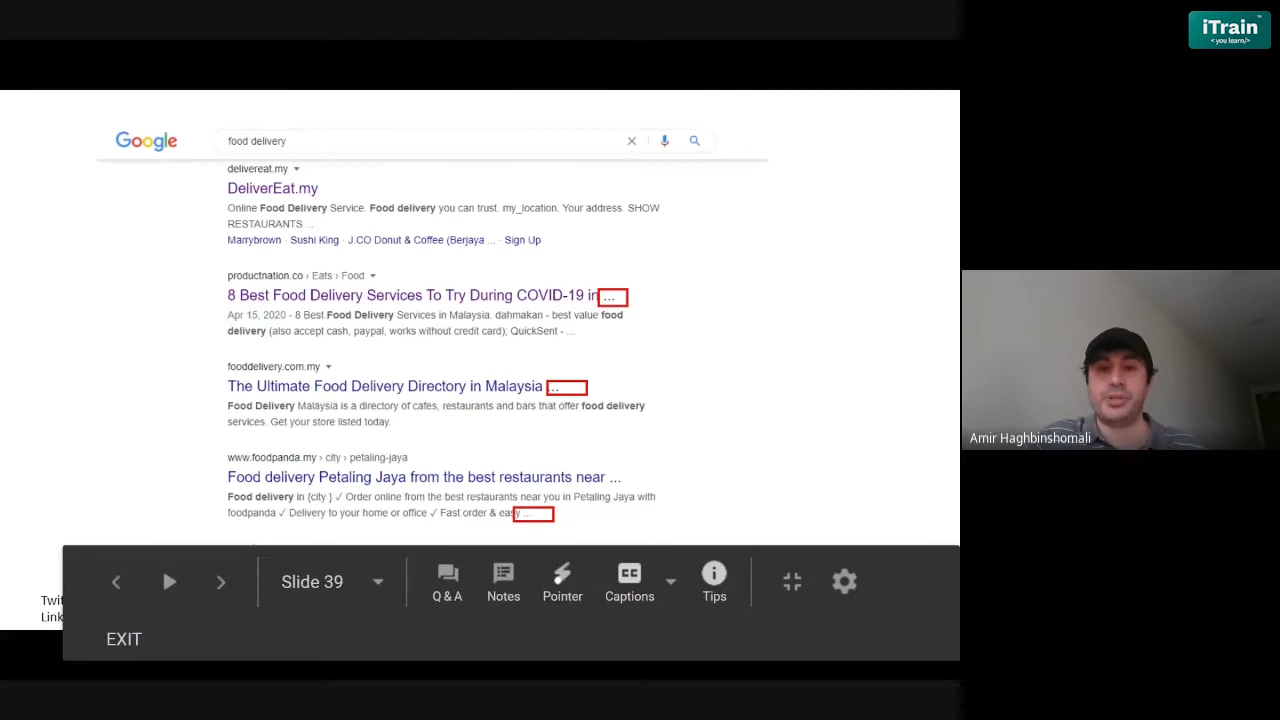 iTrain
< you learn/>
Google
food delivery
delivereat.my
DeliverEat.my
Online Food Delivery Service. Food delivery you can trust. my_location. Your address. SHOW
RESTAURANTS ...
Marrybrown · Sushi King · J.CO Donut & Coffee (Berjaya ... · Sign Up
productnation.co › Eats › Food
8 Best Food Delivery Services To Try During COVID-19 in ...
Apr 15, 2020 - 8 Best Food Delivery Services in Malaysia. dahmakan - best value food
delivery (also accept cash, paypal, works without credit card); QuickSent - ...
fooddelivery.com.my
The Ultimate Food Delivery Directory in Malaysia ...
Food Delivery Malaysia is a directory of cafes, restaurants and bars that offer food delivery
services. Get your store listed today.
www.foodpanda.my › city › petaling-jaya
Food delivery Petaling Jaya from the best restaurants near ...
Food delivery in {city } ✓ Order online from the best restaurants near you in Petaling Jaya with
foodpanda ✓ Delivery to your home or office ✓ Fast order & easy ...
Amir Haghbinshomali
Slide 39
Q & A
Notes
Pointer
CC
Captions
Tips
Twit
Link
EXIT